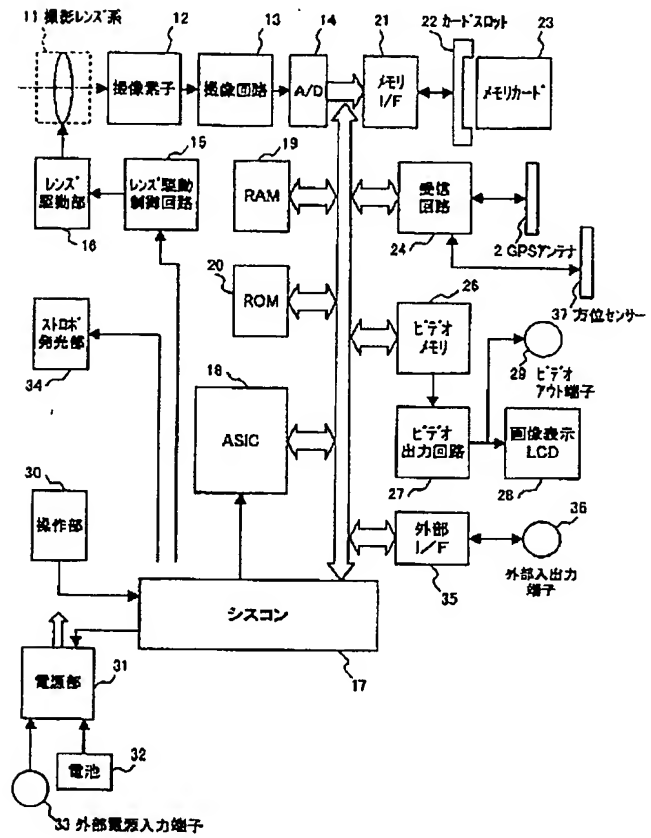 11 撮影レンズ系
12
13
14
21
22 カードスロット
23
撮像素子
撮像回路
A/D
メモリ
I/F
メモリカード
15
19
レンズ
駆動部
レンズ駆動
制御回路
RAM
受信
回路
16
24
2 GPSアンテナ
20
ROM
26
37 方位センサー
ストロボ
発光部
34
ビデオ
メモリ
29 ビデオ
アウト端子
18
ASIC
ビデオ
出力回路
画像表示
LCD
27
28
30
操作部
外部
I/F
36
35
外部入出力
端子
シスコン
17
電源部
31
電池
32
33 外部電源入力端子